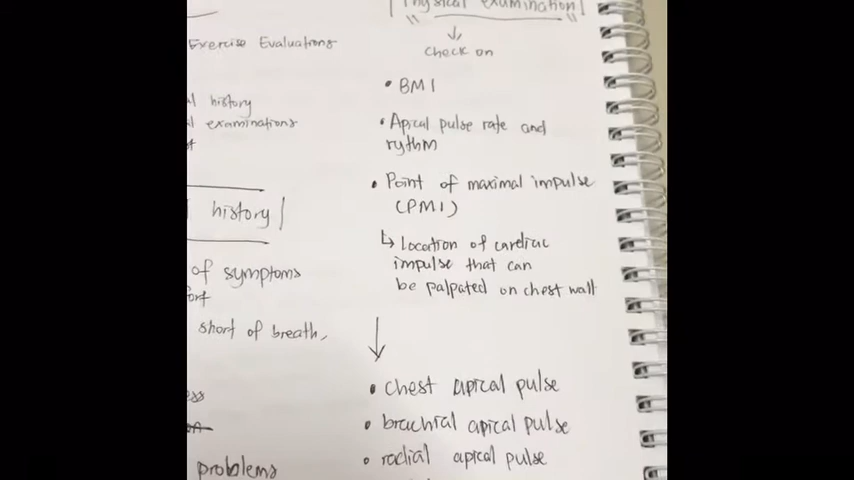 Exercise Evaluations
history
examinations
history
of symptoms
short of breath,
problems
Physical examination
check on
• BMI
• Apical pulse rate and
rythm
• Point of maximal impulse
(PMI)
↳ Location of cardiac
impulse that can
be palpated on chest wall
• chest apical pulse
• brachial apical pulse
• radial apical pulse